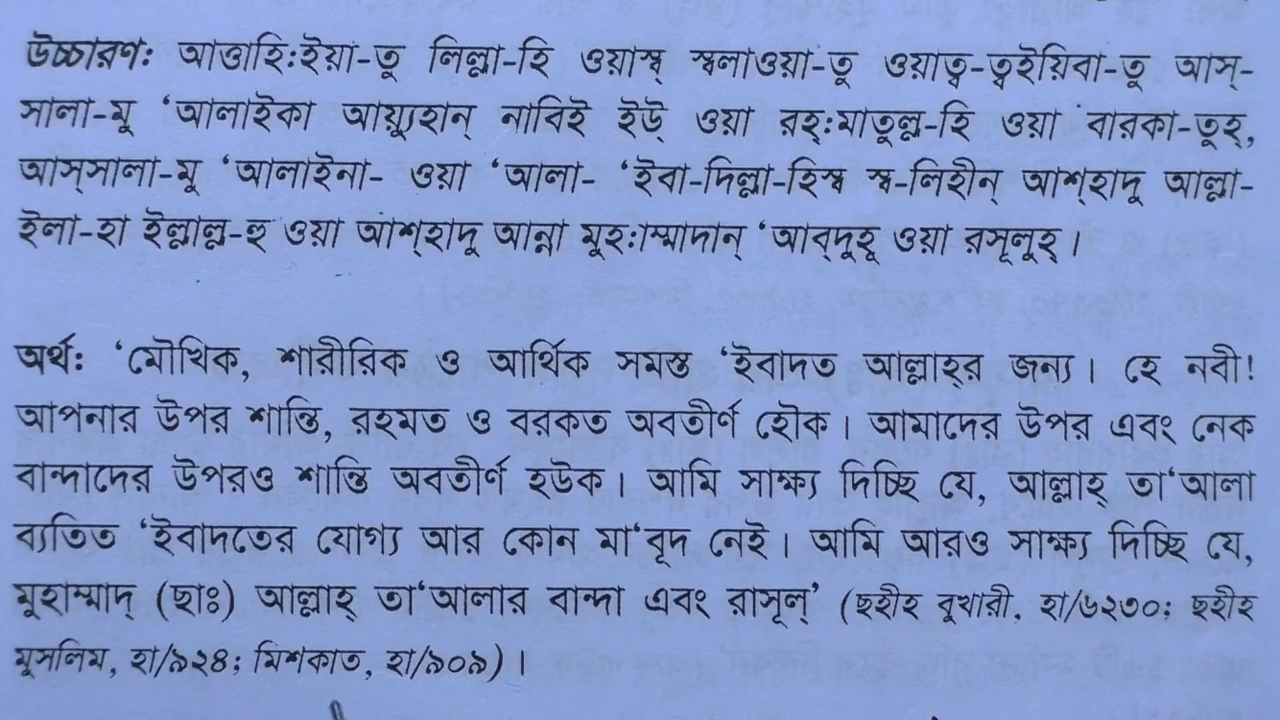 উচ্চারণ: আত্তাহি:ইয়া-তু লিল্লা-হি ওয়াস্ব স্বলাওয়া-তু ওয়াত্ব-ত্বইয়িবা-তু আস্-
সালা-মু ‘আলাইকা আয়্যুহান্ নাবিই ইউ্ ওয়া রহ্:মাতুল্ল-হি ওয়া বারকা-তুহ্,
আস্সালা-মু ‘আলাইনা- ওয়া ‘আলা- ‘ইবা-দিল্লা-হিস্ব স্ব-লিহীন্ আশ্হাদু আল্লা-
ইলা-হা ইল্লাল্ল-হু ওয়া আশ্হাদু আন্না মুহ:াম্মাদান্ ‘আব্দুহূ ওয়া রসূলুহ্।
অর্থ: ‘মৌখিক, শারীরিক ও আর্থিক সমস্ত ‘ইবাদত আল্লাহ্‌র জন্য। হে নবী!
আপনার উপর শান্তি, রহমত ও বরকত অবতীর্ণ হৌক। আমাদের উপর এবং নেক
বান্দাদের উপরও শান্তি অবতীর্ণ হউক। আমি সাক্ষ্য দিচ্ছি যে, আল্লাহ্ তা‘আলা
ব্যতিত ‘ইবাদতের যোগ্য আর কোন মা‘বূদ নেই। আমি আরও সাক্ষ্য দিচ্ছি যে,
মুহাম্মাদ্ (ছাঃ) আল্লাহ্ তা‘আলার বান্দা এবং রাসূল্’ (ছহীহ বুখারী, হা/৬২৩০; ছহীহ
মুসলিম, হা/৯২৪; মিশকাত, হা/৯০৯)।